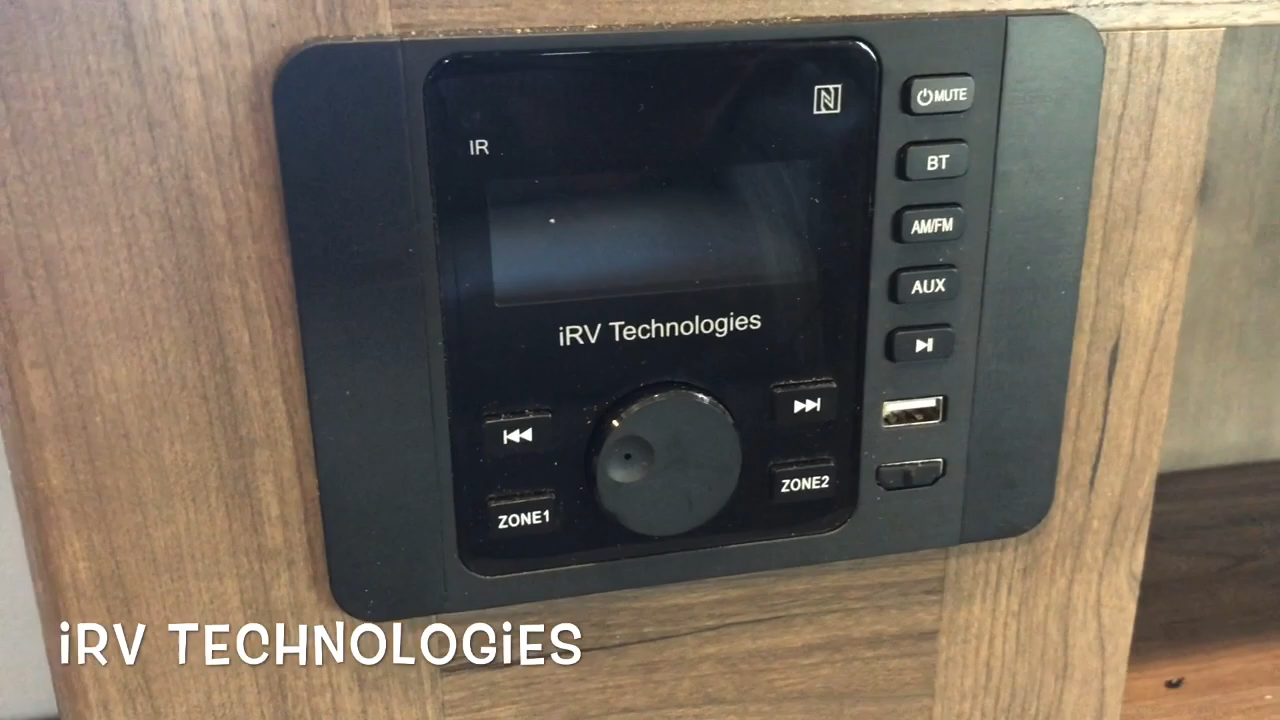 MUTE
IR
BT
AM/FM
AUX
iRV Technologies
ZONE1
ZONE2
iRV TECHNOLOGiES